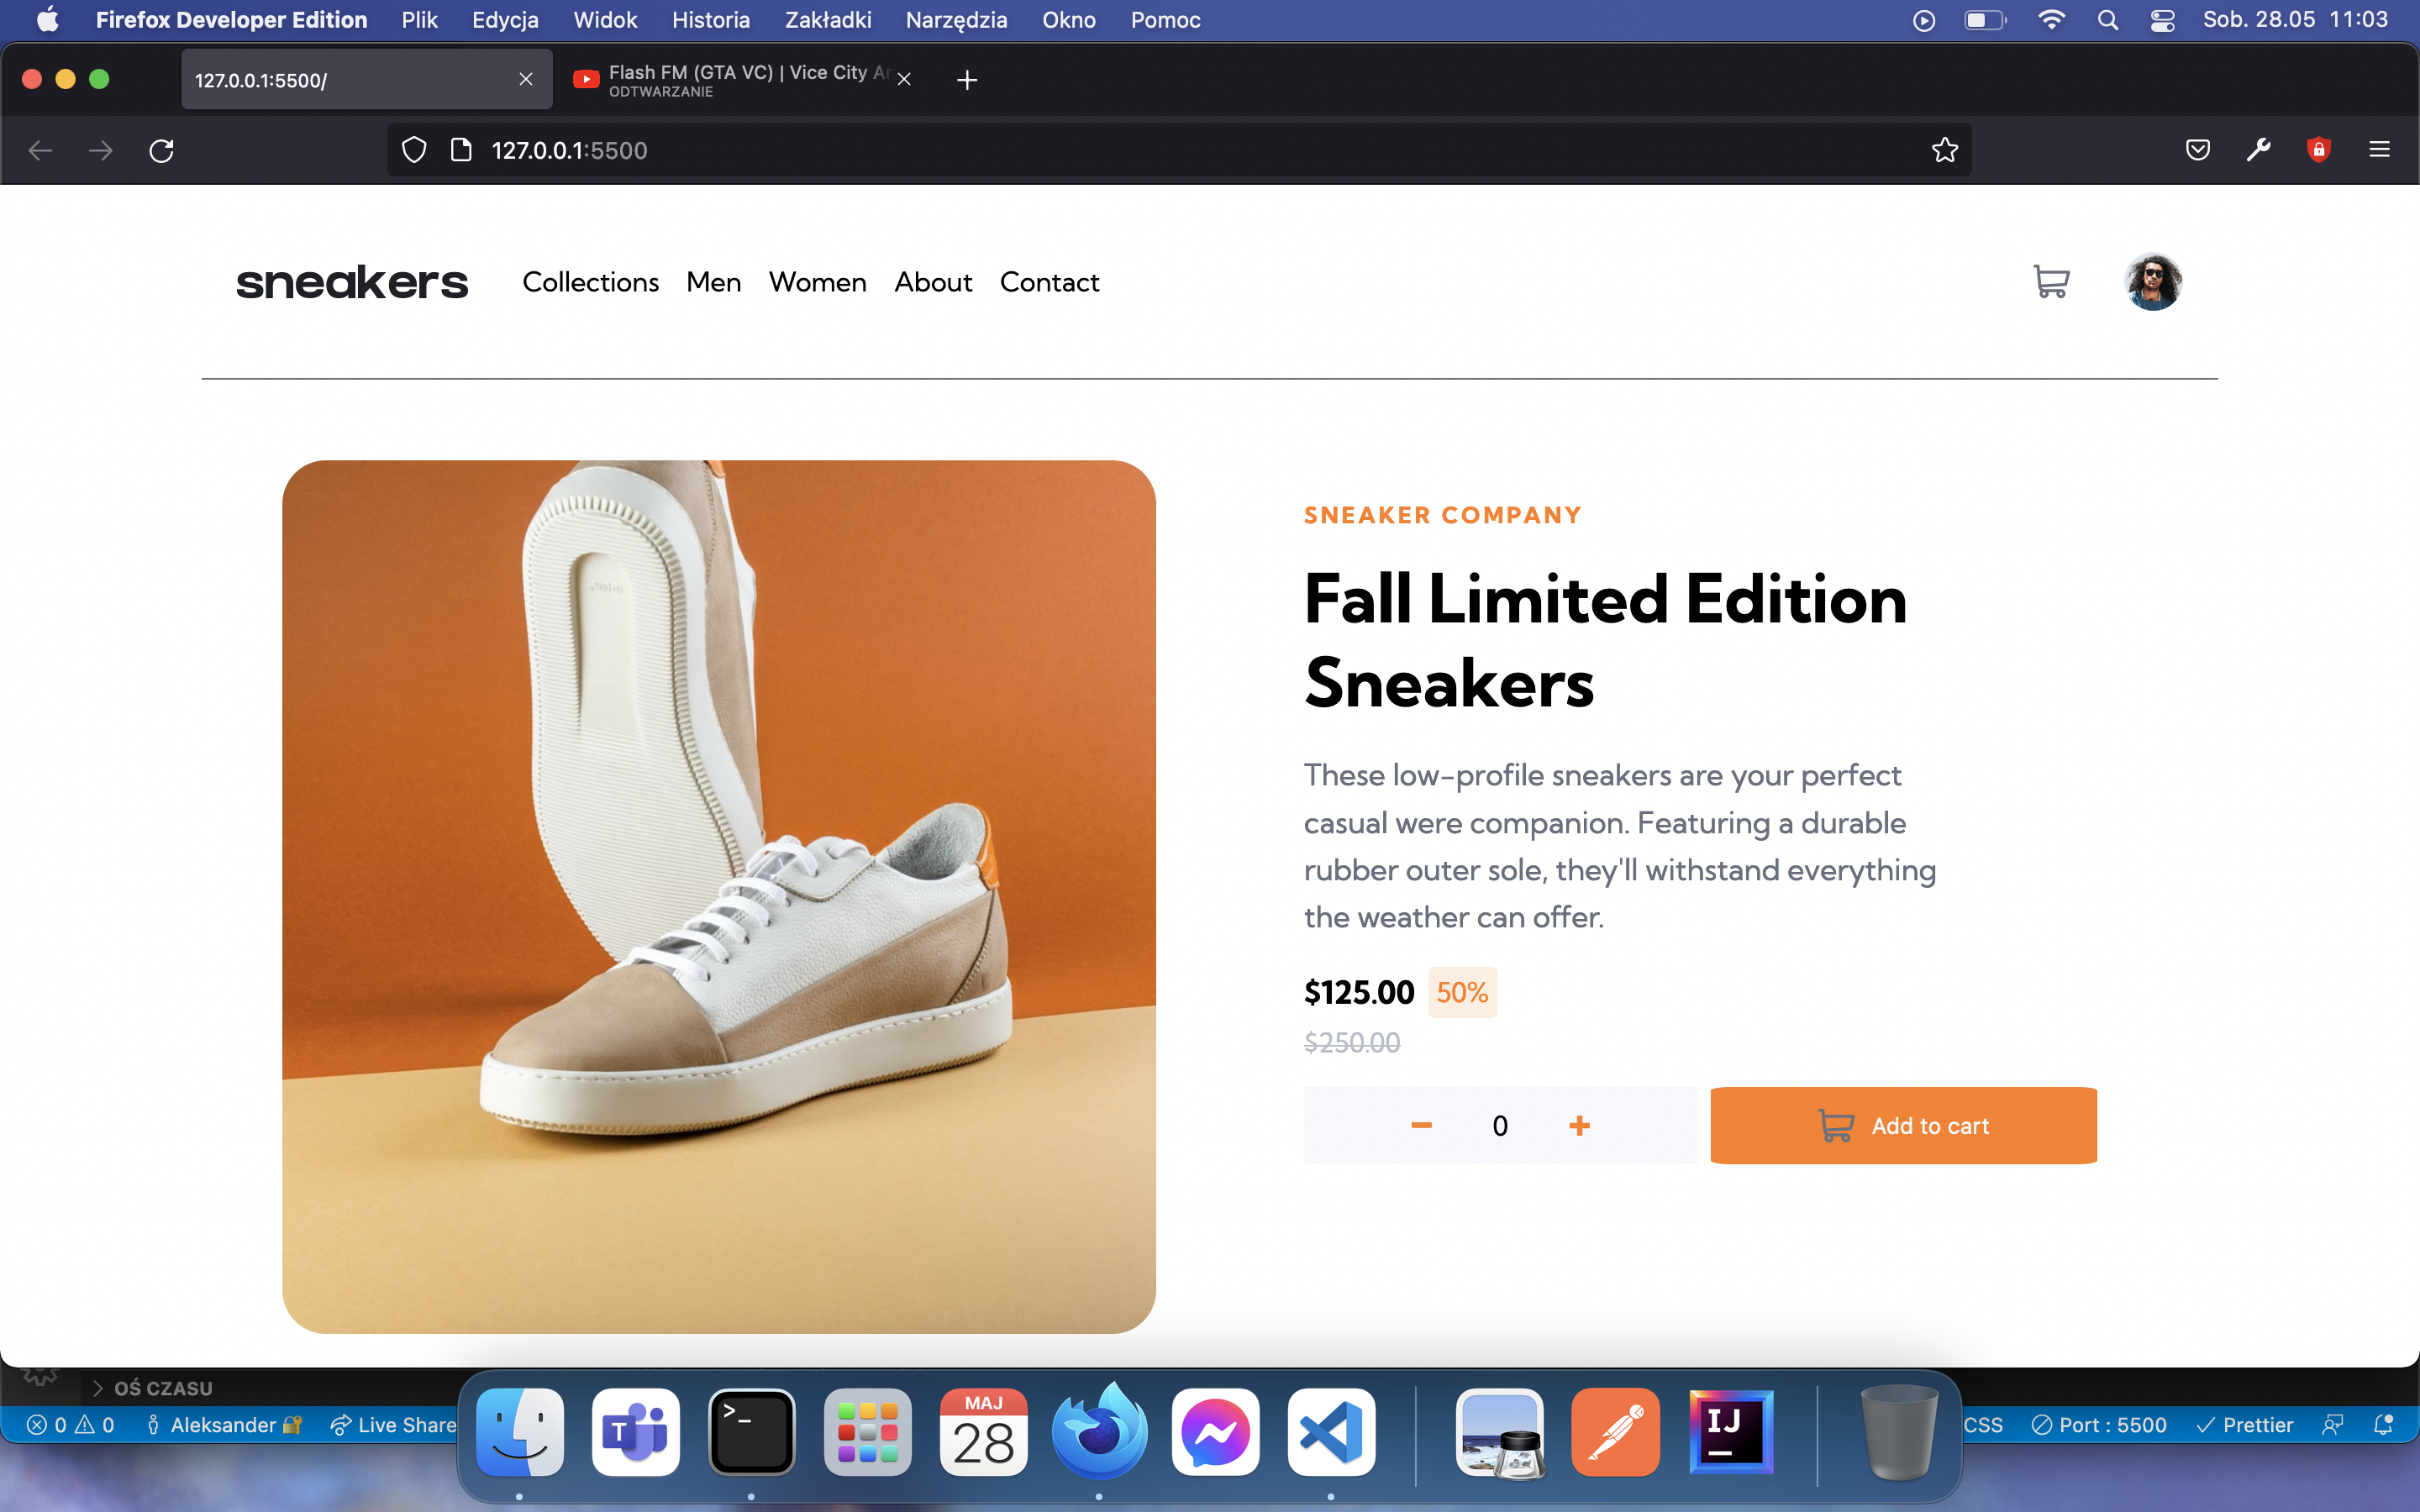 Firefox Developer Edition Plik Edycja Widok Historia Zakładki Narzędzia Okno Pomoc Sob. 28.05 11:03
127.0.0.1:5500/
Flash FM (GTA VC) | Vice City
ODTWARZANIE
127.0.0.1:5500
sneakers Collections Men Women About Contact
SNEAKER COMPANY
Fall Limited Edition
Sneakers
These low-profile sneakers are your perfect
casual were companion. Featuring a durable
rubber outer sole, they'll withstand everything
the weather can offer.
$125.00 50%
$250.00
0
Add to cart
OŚ CZASU
0 0 Aleksander Live Share
CSS Port : 5500 Prettier
T
>_
MAJ
28
IJ